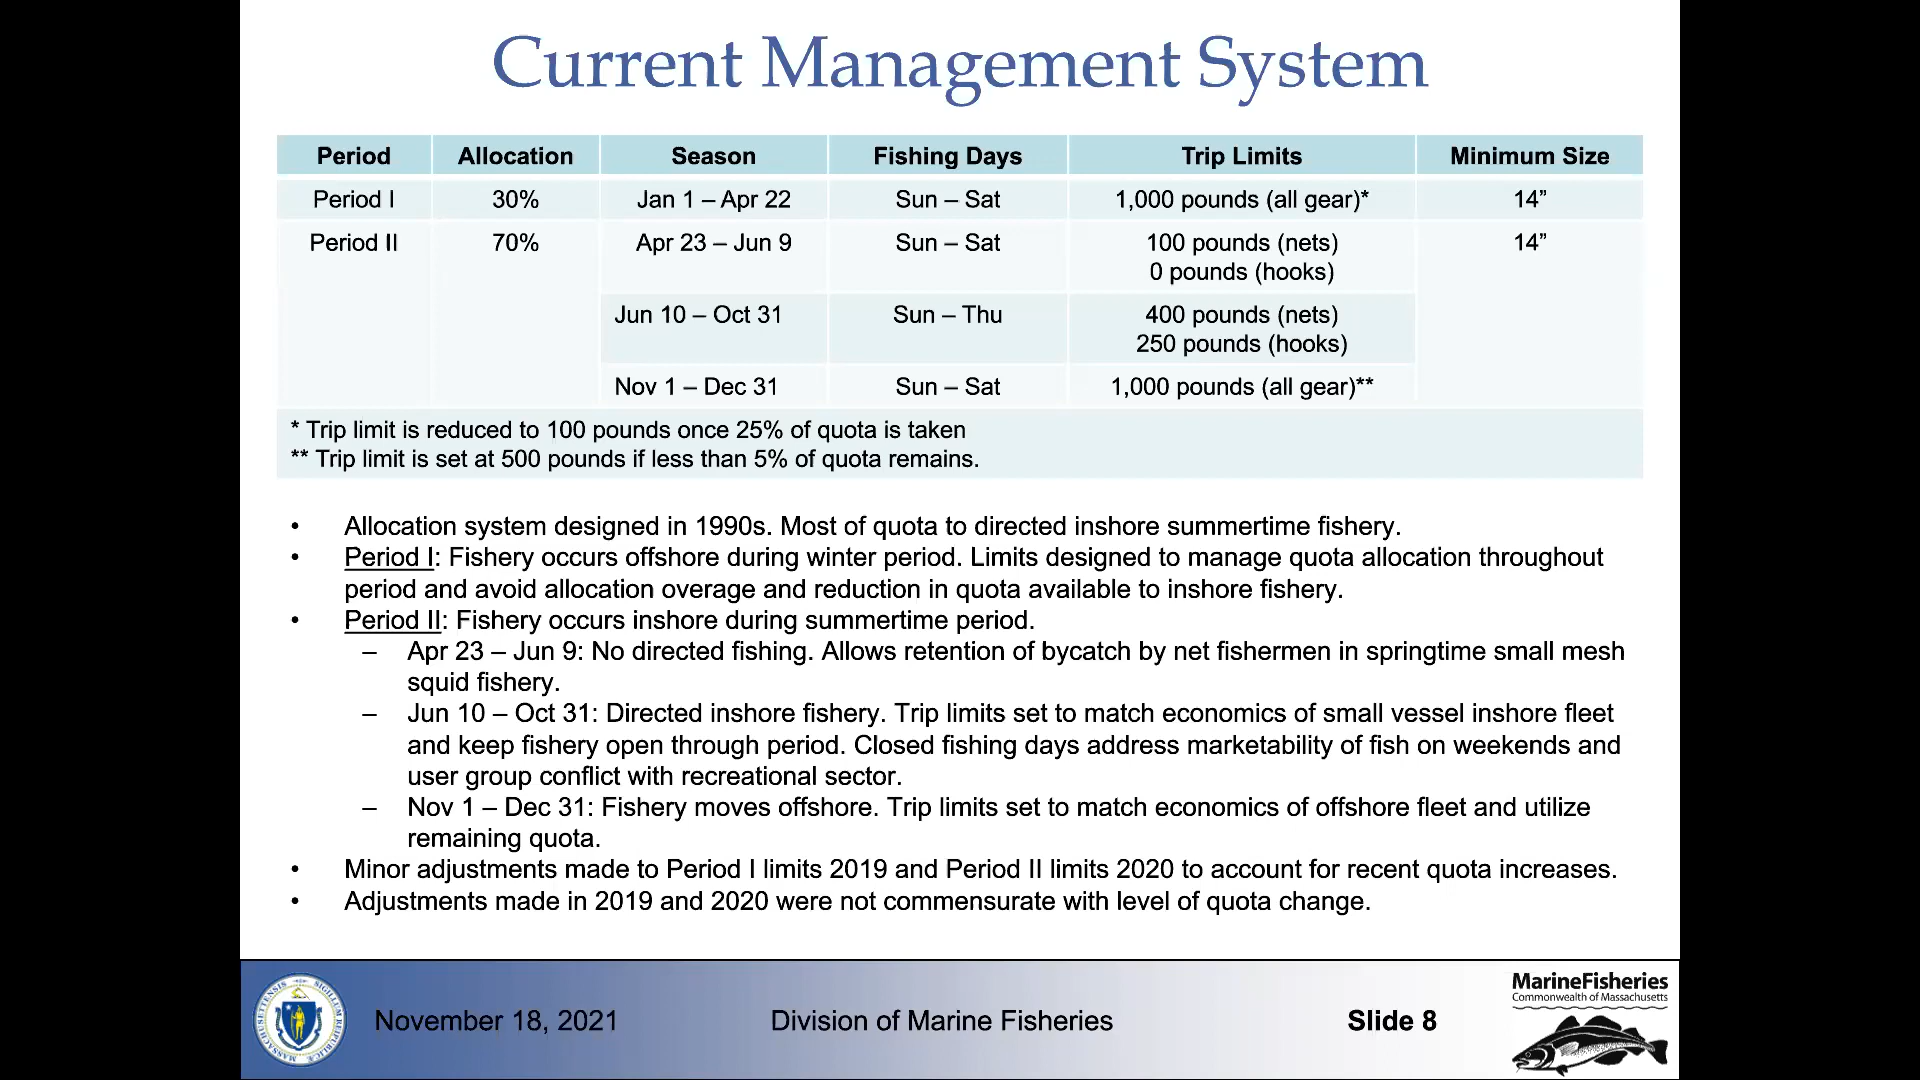 Current Management System
Period Allocation Season Fishing Days Trip Limits Minimum Size
Period I 30% Jan 1 – Apr 22 Sun – Sat 1,000 pounds (all gear)* 14”
Period II 70% Apr 23 – Jun 9 Sun – Sat 100 pounds (nets) 14”
0 pounds (hooks)
Jun 10 – Oct 31 Sun – Thu 400 pounds (nets)
250 pounds (hooks)
Nov 1 – Dec 31 Sun – Sat 1,000 pounds (all gear)**
* Trip limit is reduced to 100 pounds once 25% of quota is taken
** Trip limit is set at 500 pounds if less than 5% of quota remains.
• Allocation system designed in 1990s. Most of quota to directed inshore summertime fishery.
• Period I: Fishery occurs offshore during winter period. Limits designed to manage quota allocation throughout
period and avoid allocation overage and reduction in quota available to inshore fishery.
• Period II: Fishery occurs inshore during summertime period.
– Apr 23 – Jun 9: No directed fishing. Allows retention of bycatch by net fishermen in springtime small mesh
squid fishery.
– Jun 10 – Oct 31: Directed inshore fishery. Trip limits set to match economics of small vessel inshore fleet
and keep fishery open through period. Closed fishing days address marketability of fish on weekends and
user group conflict with recreational sector.
– Nov 1 – Dec 31: Fishery moves offshore. Trip limits set to match economics of offshore fleet and utilize
remaining quota.
• Minor adjustments made to Period I limits 2019 and Period II limits 2020 to account for recent quota increases.
• Adjustments made in 2019 and 2020 were not commensurate with level of quota change.
November 18, 2021 Division of Marine Fisheries Slide 8
MarineFisheries
Commonwealth of Massachusetts